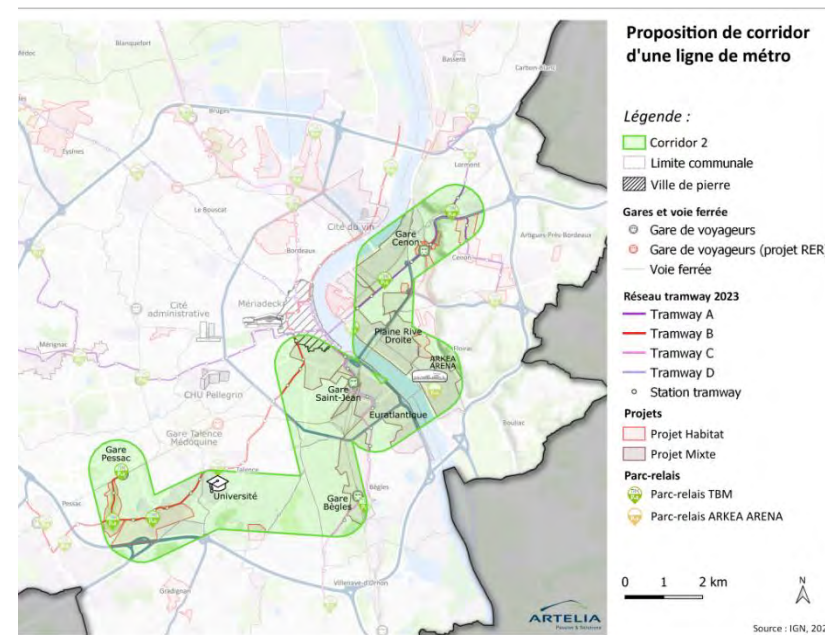 Proposition de corridor
d'une ligne de métro
Légende :
Corridor 2
Limite communale
Ville de pierre
Gares et voie ferrée
Gare de voyageurs
Gare de voyageurs (projet RER)
Voie ferrée
Réseau tramway 2023
Tramway A
Tramway B
Tramway C
Tramway D
Station tramway
Projets
Projet Habitat
Projet Mixte
Parc-relais
Parc-relais TBM
Parc-relais ARKEA ARENA
0 1 2 km
N
Source : IGN, 202
Blanquefort
Bassens
Carbon-Blanc
Bruges
Eysines
Lormont
Le Bouscat
Cité du vin
Gare
Cenon
Artigues-Près-Bordeaux
Bordeaux
Cenon
Cité
administrative
Mériadeck
Mérignac
Plaine Rive
Droite
Floirac
ARKEA
ARENA
CHU Pellegrin
Gare
Saint-Jean
Euratlantique
Gare Talence
Médoquine
Bouliac
Gare
Pessac
Talence
Pessac
Université
Gare
Bègles
Bègles
Gradignan
Villenave-d'Ornon
ARTELIA